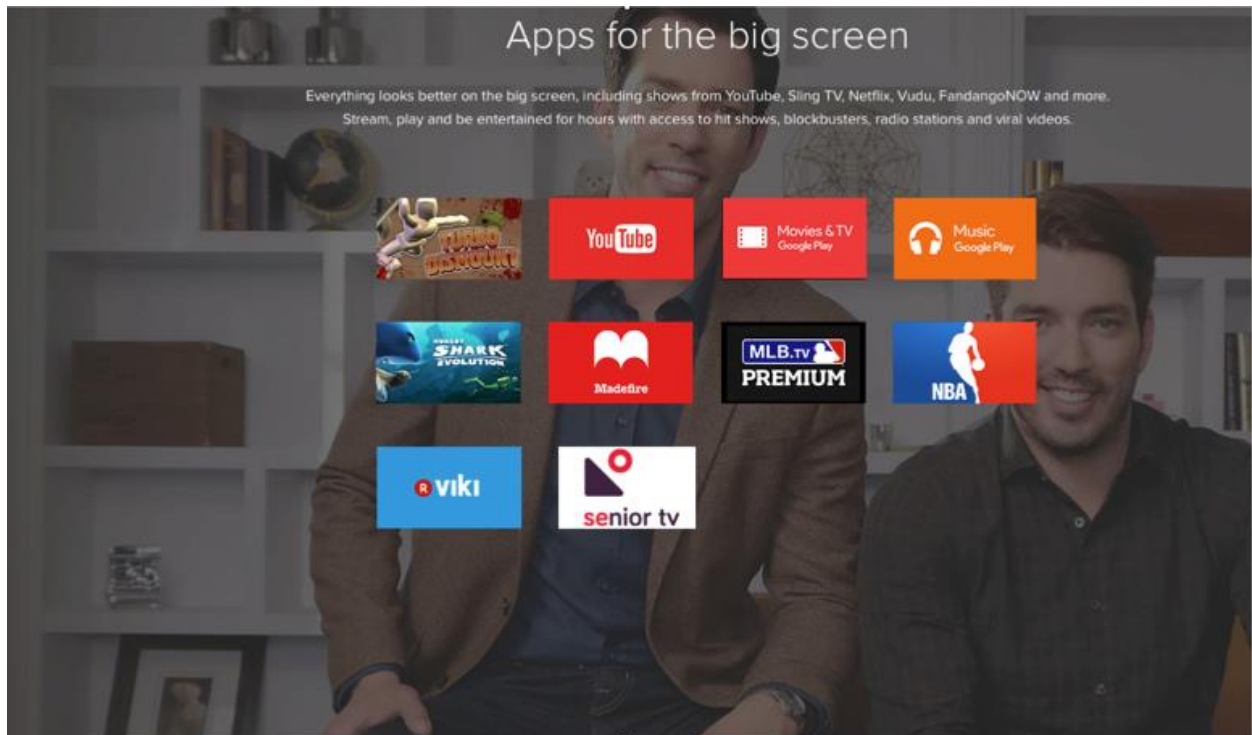 Apps for the big screen
Everything looks better on the big screen, including shows from YouTube, Sling TV, Netflix, Vudu, FandangoNOW and more.
Stream, play and be entertained for hours with access to hit shows, blockbusters, radio stations and viral videos.
TURBO
DISMOUNT
YouTube
Movies & TV
Google Play
Music
Google Play
HUNGRY
SHARK
EVOLUTION
Madefire
MLB.TV
PREMIUM
NBA
R VIKI
senior tv